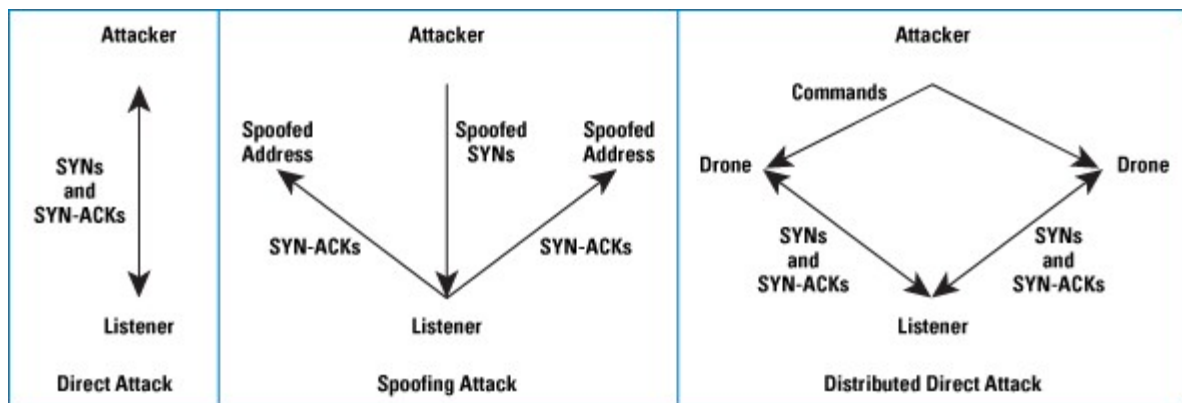 Attacker
SYNs
and
SYN-ACKs
Listener
Direct Attack
Attacker
Spoofed
Address
Spoofed
SYNs
Spoofed
Address
SYN-ACKs
SYN-ACKs
Listener
Spoofing Attack
Attacker
Commands
Drone
Drone
SYNs
and
SYN-ACKs
SYNs
and
SYN-ACKs
Listener
Distributed Direct Attack